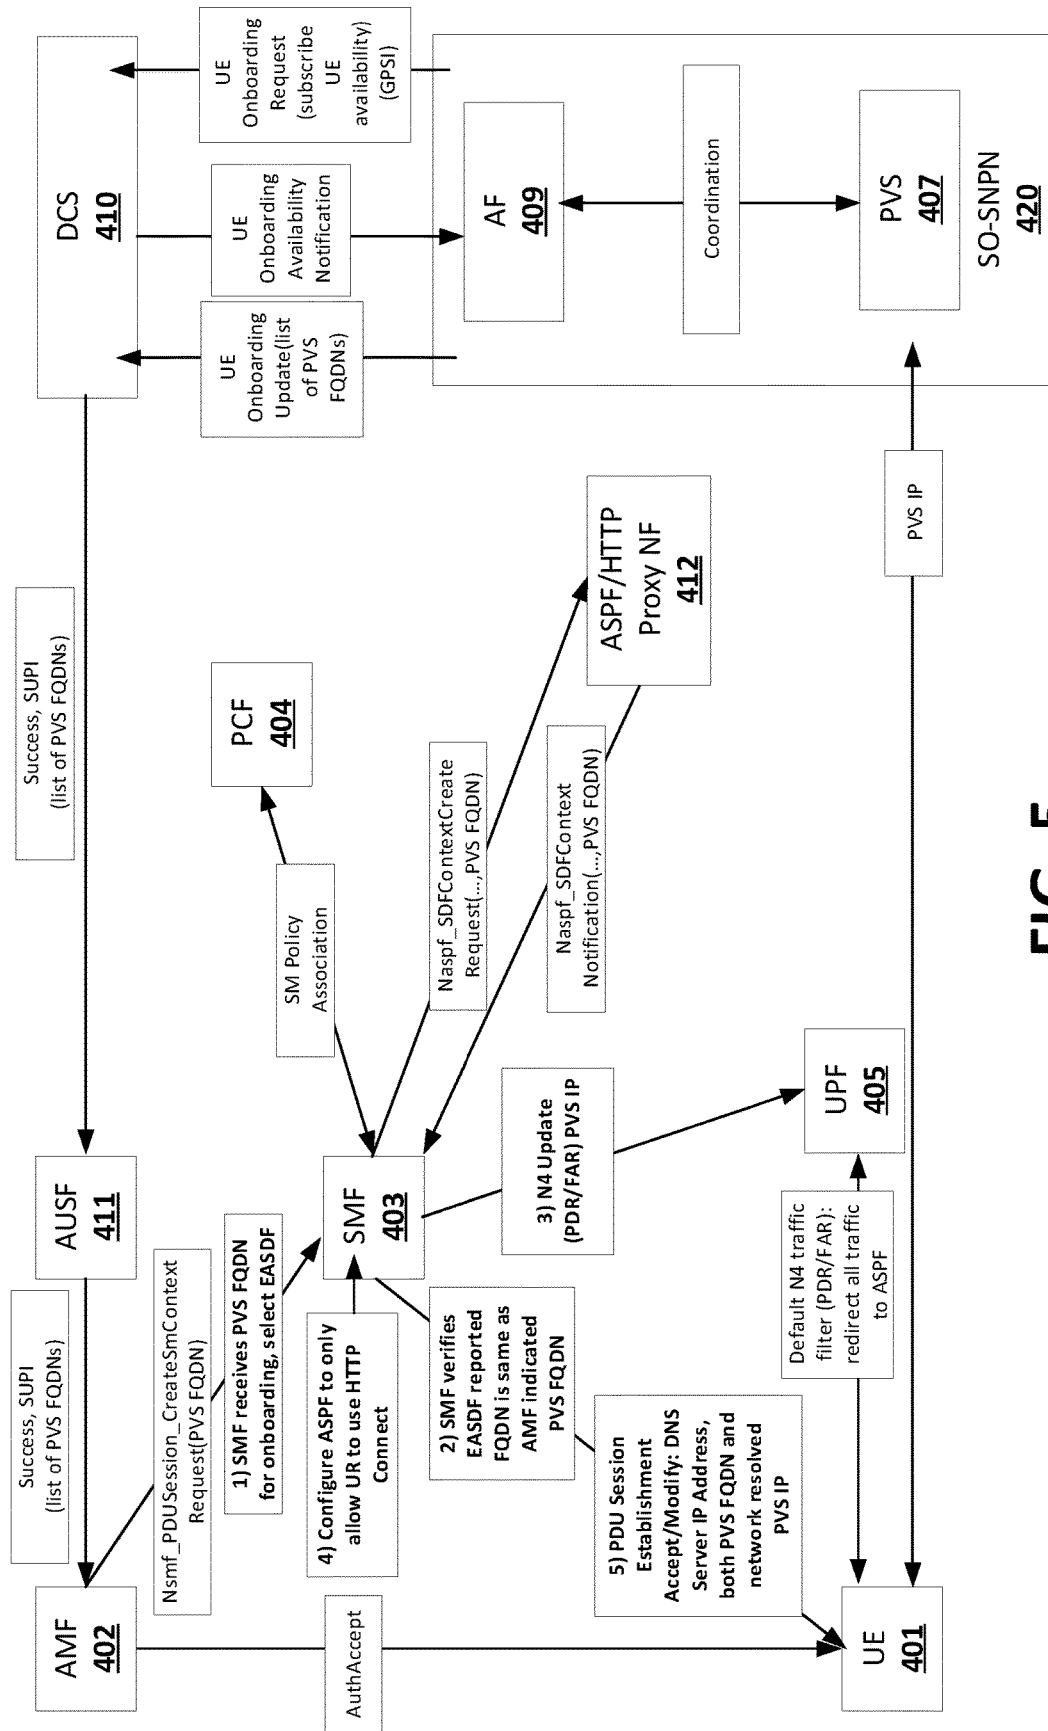 AMF
402
Success, SUPI
(list of PVS FQDNs)
AUSF
411
Success, SUPI
(list of PVS FQDNs)
DCS
410
Nsmf_PDUSession_CreateSmContext
Request(PVS FQDN)
1) SMF receives PVS FQDN
for onboarding, select EASDF
AuthAccept
4) Configure ASPF to only
allow UR to use HTTP
Connect
SMF
403
SM Policy
Association
PCF
404
UE
Onboarding
Update(list
of PVS
FQDNs)
UE
Onboarding
Availability
Notification
UE
Onboarding
Request
(subscribe
UE
availability)
(GPSI)
2) SMF verifies
EASDF reported
FQDN is same as
AMF indicated
PVS FQDN
Naspf_SDFContextCreate
Request(...,PVS FQDN)
Naspf_SDFContext
Notification(...,PVS FQDN)
ASPF/HTTP
Proxy NF
412
AF
409
3) N4 Update
(PDR/FAR) PVS IP
5) PDU Session
Establishment
Accept/Modify: DNS
Server IP Address,
both PVS FQDN and
network resolved
PVS IP
Coordination
Default N4 traffic
filter (PDR/FAR):
redirect all traffic
to ASPF
UPF
405
UE
401
PVS IP
PVS
407
SO-SNPN
420